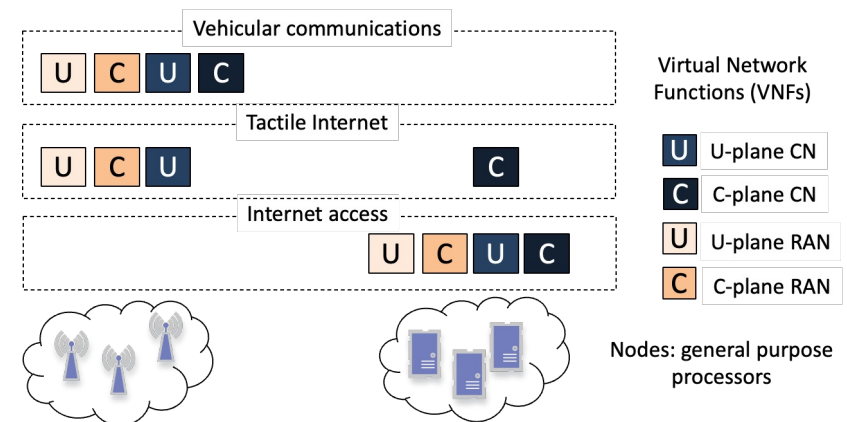 Vehicular communications
U C U C
Tactile Internet
U C U C
Internet access
U C U C
Virtual Network
Functions (VNFs)
U U-plane CN
C C-plane CN
U U-plane RAN
C C-plane RAN
Nodes: general purpose
processors